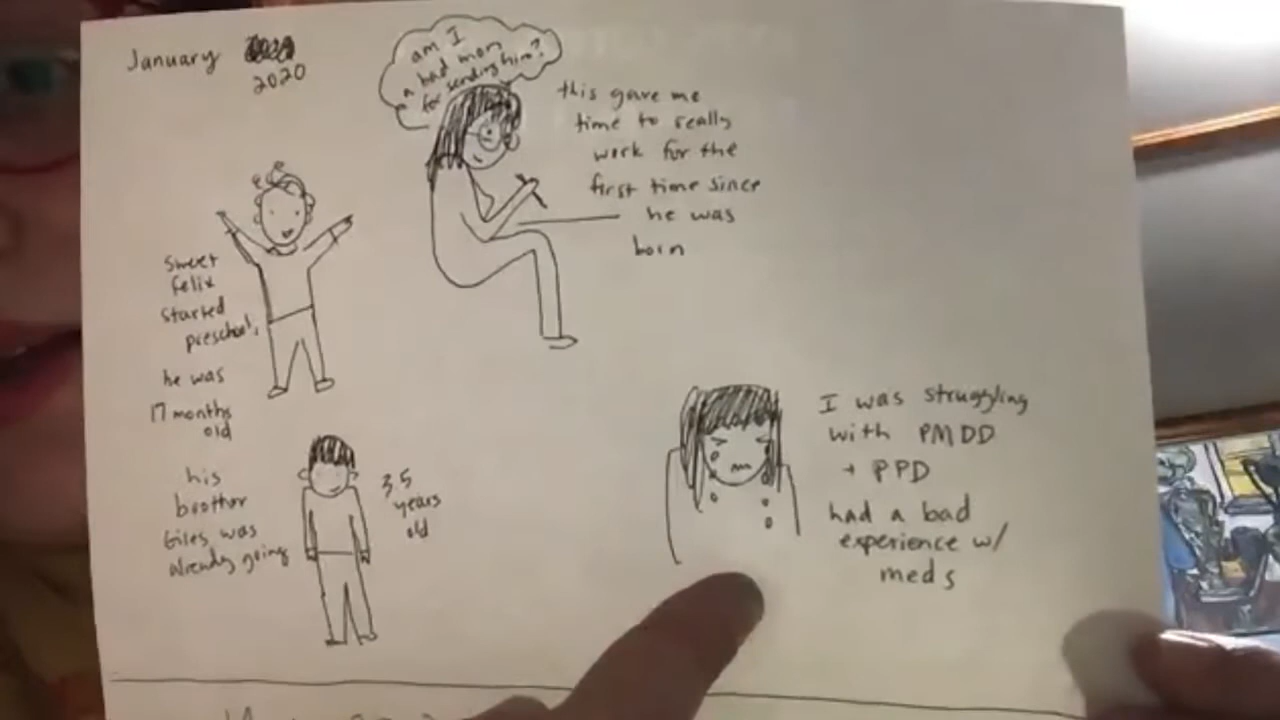 January 2020
am I
a bad mom
for sending him?
this gave me
time to really
work for the
first time since
he was
born
sweet
felix
started
preschool,
he was
17 months
old
his
brother
Giles was
already going
3.5
years
old
I was struggling
with PMDD
+ PPD
had a bad
experience w/
meds